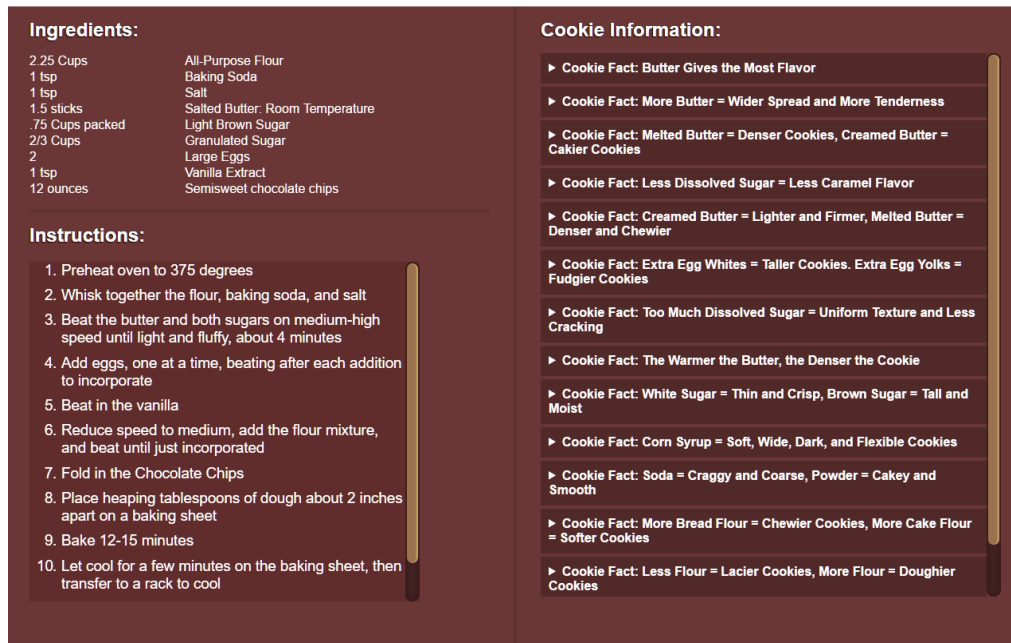 Ingredients:
2.25 Cups All-Purpose Flour
1 tsp Baking Soda
1 tsp Salt
1.5 sticks Salted Butter: Room Temperature
.75 Cups packed Light Brown Sugar
2/3 Cups Granulated Sugar
2 Large Eggs
1 tsp Vanilla Extract
12 ounces Semisweet chocolate chips
Instructions:
1. Preheat oven to 375 degrees
2. Whisk together the flour, baking soda, and salt
3. Beat the butter and both sugars on medium-high
speed until light and fluffy, about 4 minutes
4. Add eggs, one at a time, beating after each addition
to incorporate
5. Beat in the vanilla
6. Reduce speed to medium, add the flour mixture,
and beat until just incorporated
7. Fold in the Chocolate Chips
8. Place heaping tablespoons of dough about 2 inches
apart on a baking sheet
9. Bake 12-15 minutes
10. Let cool for a few minutes on the baking sheet, then
transfer to a rack to cool
Cookie Information:
Cookie Fact: Butter Gives the Most Flavor
Cookie Fact: More Butter = Wider Spread and More Tenderness
Cookie Fact: Melted Butter = Denser Cookies, Creamed Butter =
Cakier Cookies
Cookie Fact: Less Dissolved Sugar = Less Caramel Flavor
Cookie Fact: Creamed Butter = Lighter and Firmer, Melted Butter =
Denser and Chewier
Cookie Fact: Extra Egg Whites = Taller Cookies. Extra Egg Yolks =
Fudgier Cookies
Cookie Fact: Too Much Dissolved Sugar = Uniform Texture and Less
Cracking
Cookie Fact: The Warmer the Butter, the Denser the Cookie
Cookie Fact: White Sugar = Thin and Crisp, Brown Sugar = Tall and
Moist
Cookie Fact: Corn Syrup = Soft, Wide, Dark, and Flexible Cookies
Cookie Fact: Soda = Craggy and Coarse, Powder = Cakey and
Smooth
Cookie Fact: More Bread Flour = Chewier Cookies, More Cake Flour
= Softer Cookies
Cookie Fact: Less Flour = Lacier Cookies, More Flour = Doughier
Cookies